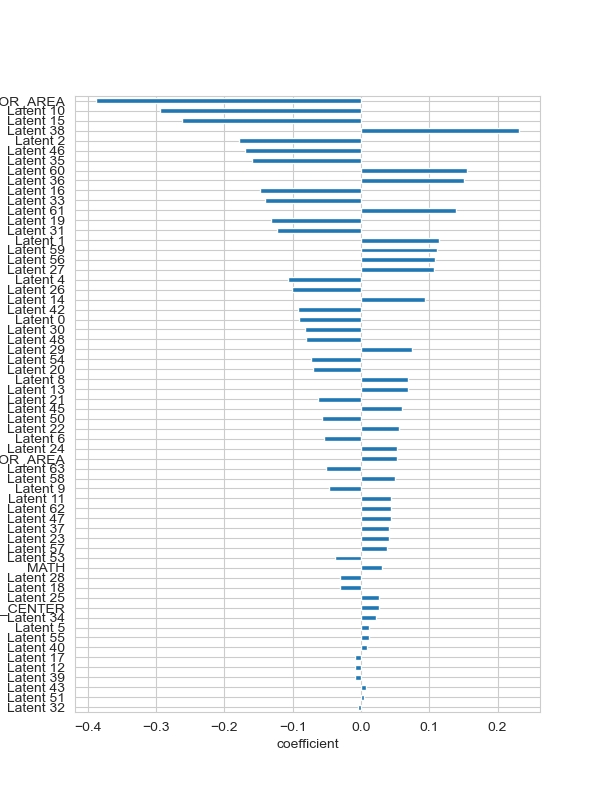 OR_AREA
Latent 10
Latent 15
Latent 38
Latent 2
Latent 46
Latent 35
Latent 60
Latent 36
Latent 16
Latent 33
Latent 61
Latent 19
Latent 31
Latent 1
Latent 59
Latent 56
Latent 27
Latent 4
Latent 26
Latent 14
Latent 42
Latent 0
Latent 30
Latent 48
Latent 29
Latent 54
Latent 20
Latent 8
Latent 13
Latent 21
Latent 45
Latent 50
Latent 22
Latent 6
Latent 24
OR_AREA
Latent 63
Latent 58
Latent 9
Latent 11
Latent 62
Latent 47
Latent 37
Latent 23
Latent 57
Latent 53
MATH
Latent 28
Latent 18
Latent 25
_CENTER
Latent 34
Latent 5
Latent 55
Latent 40
Latent 17
Latent 12
Latent 39
Latent 43
Latent 51
Latent 32
−0.4 −0.3 −0.2 −0.1 0.0 0.1 0.2
coefficient